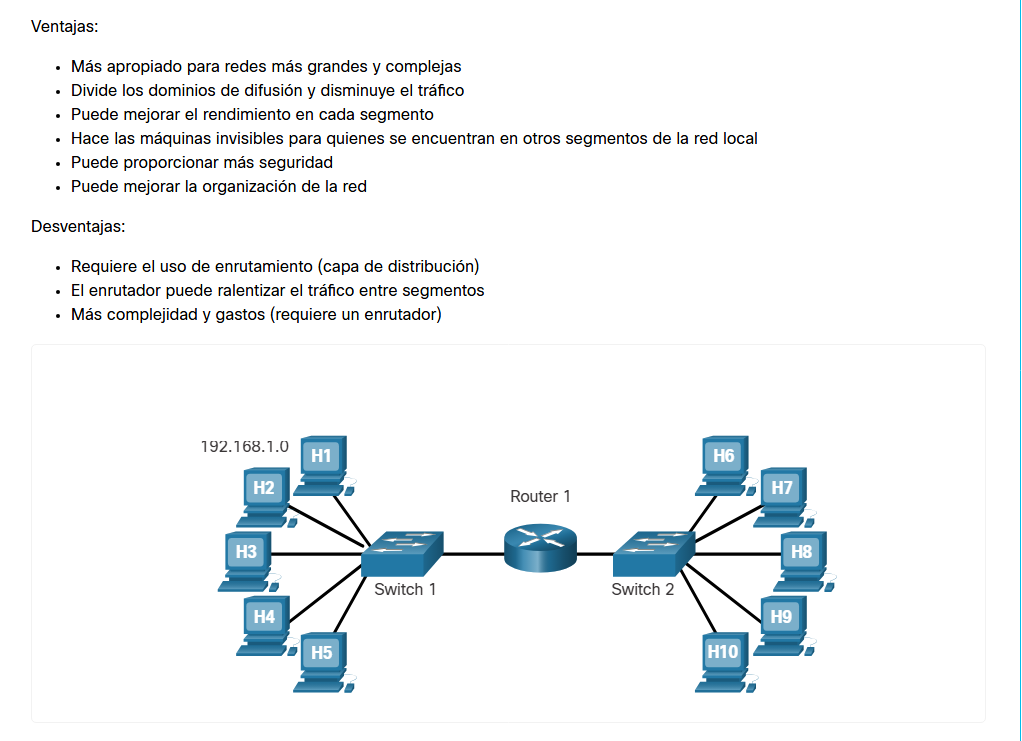 Ventajas:
Más apropiado para redes más grandes y complejas
Divide los dominios de difusión y disminuye el tráfico
Puede mejorar el rendimiento en cada segmento
Hace las máquinas invisibles para quienes se encuentran en otros segmentos de la red local
Puede proporcionar más seguridad
Puede mejorar la organización de la red
Desventajas:
Requiere el uso de enrutamiento (capa de distribución)
El enrutador puede ralentizar el tráfico entre segmentos
Más complejidad y gastos (requiere un enrutador)
192.168.1.0
H1
H2
H3
H4
H5
Switch 1
Router 1
Switch 2
H6
H7
H8
H9
H10